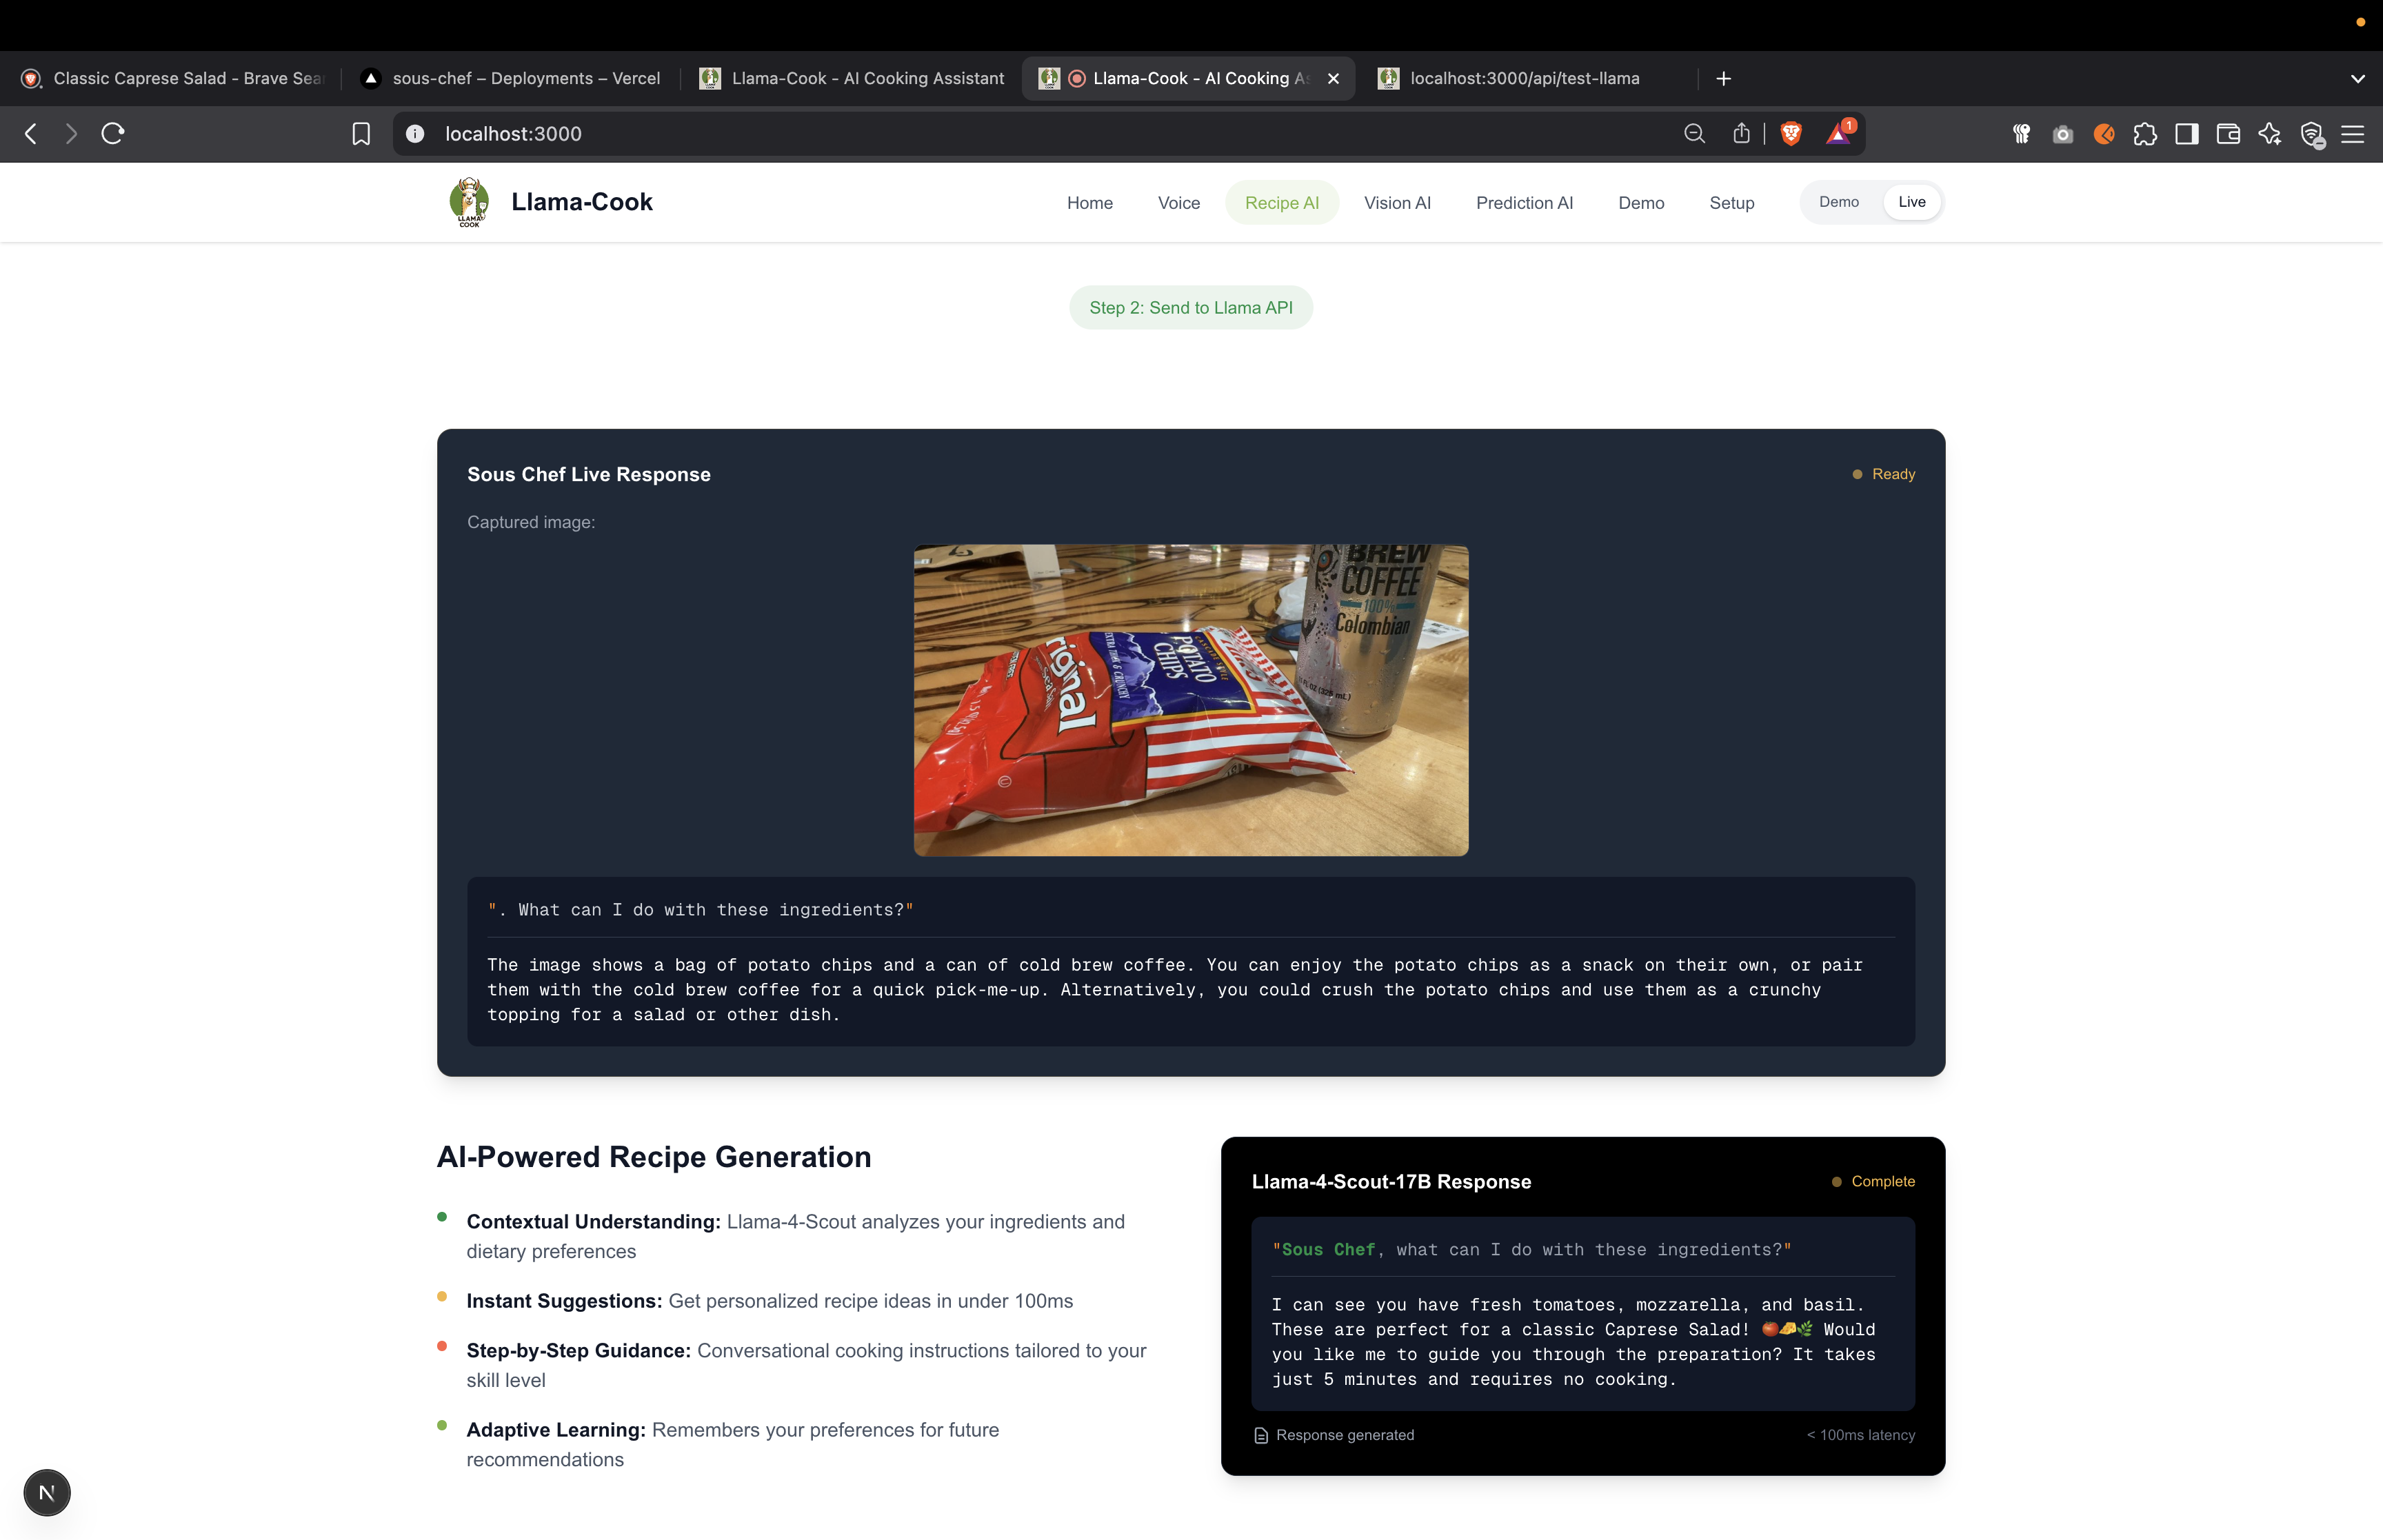 Classic Caprese Salad - Brave Sea
sous-chef – Deployments – Vercel
Llama-Cook - AI Cooking Assistant
Llama-Cook - AI Cooking As
localhost:3000/api/test-llama
localhost:3000
1
LLAMA
COOK
Llama-Cook
Home
Voice
Recipe AI
Vision AI
Prediction AI
Demo
Setup
Demo
Live
Step 2: Send to Llama API
Sous Chef Live Response
Ready
Captured image:
BREW
COFFEE
100%
Colombian
riginal
POTATO
CHIPS
EXTRA THIN & CRUNCHY
". What can I do with these ingredients?"
The image shows a bag of potato chips and a can of cold brew coffee. You can enjoy the potato chips as a snack on their own, or pair
them with the cold brew coffee for a quick pick-me-up. Alternatively, you could crush the potato chips and use them as a crunchy
topping for a salad or other dish.
AI-Powered Recipe Generation
Contextual Understanding: Llama-4-Scout analyzes your ingredients and
dietary preferences
Instant Suggestions: Get personalized recipe ideas in under 100ms
Step-by-Step Guidance: Conversational cooking instructions tailored to your
skill level
Adaptive Learning: Remembers your preferences for future
recommendations
Llama-4-Scout-17B Response
Complete
"Sous Chef, what can I do with these ingredients?"
I can see you have fresh tomatoes, mozzarella, and basil.
These are perfect for a classic Caprese Salad! 🍅🧀🌿 Would
you like me to guide you through the preparation? It takes
just 5 minutes and requires no cooking.
Response generated
< 100ms latency
N